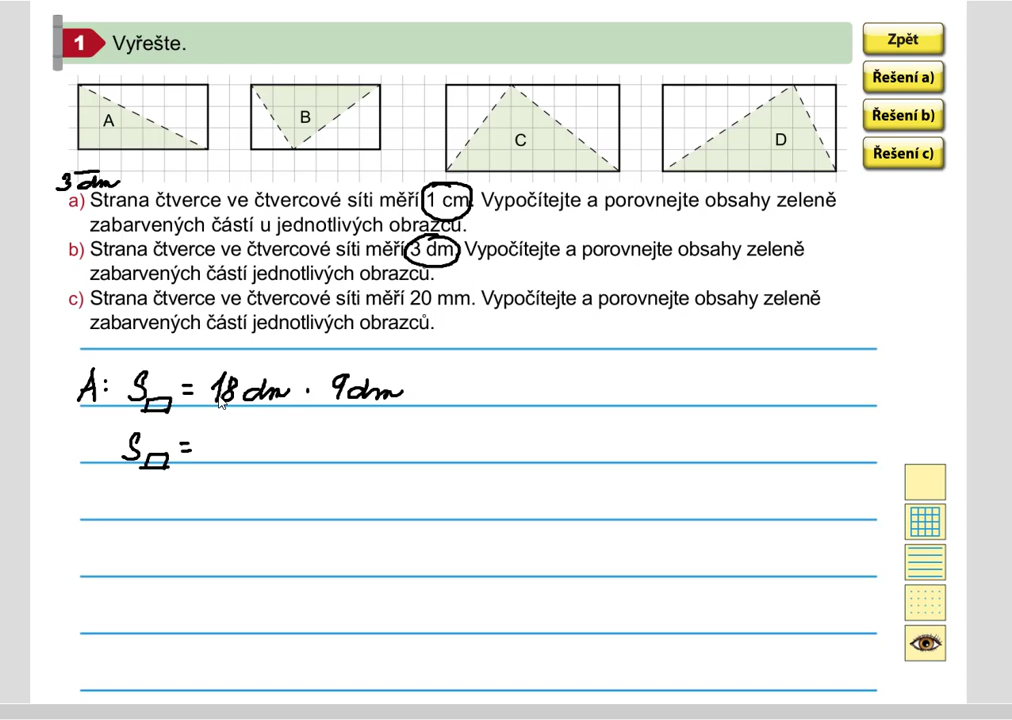 1 Vyřešte.
Zpět
Řešení a)
Řešení b)
Řešení c)
A
B
C
D
3 dm
a) Strana čtverce ve čtvercové síti měří 1 cm. Vypočítejte a porovnejte obsahy zeleně
zabarvených částí u jednotlivých obrazců.
b) Strana čtverce ve čtvercové síti měří 3 dm. Vypočítejte a porovnejte obsahy zeleně
zabarvených částí jednotlivých obrazců.
c) Strana čtverce ve čtvercové síti měří 20 mm. Vypočítejte a porovnejte obsahy zeleně
zabarvených částí jednotlivých obrazců.
A: S▭ = 18 dm · 9 dm
S▭ =